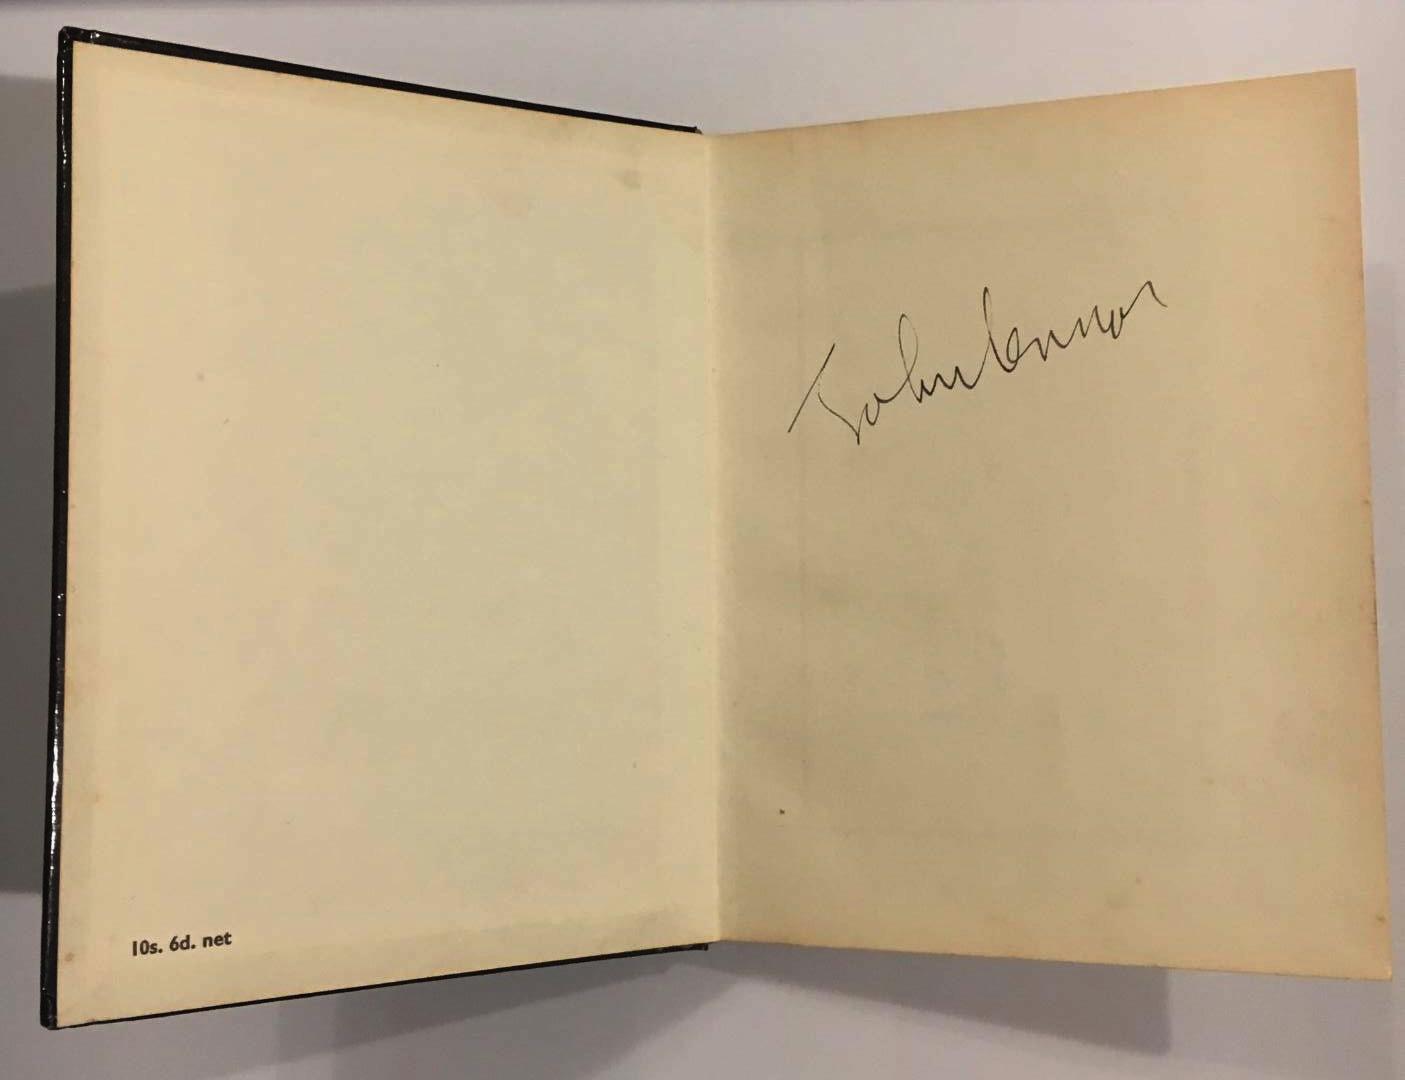 10s. 6d. net
John Lennon